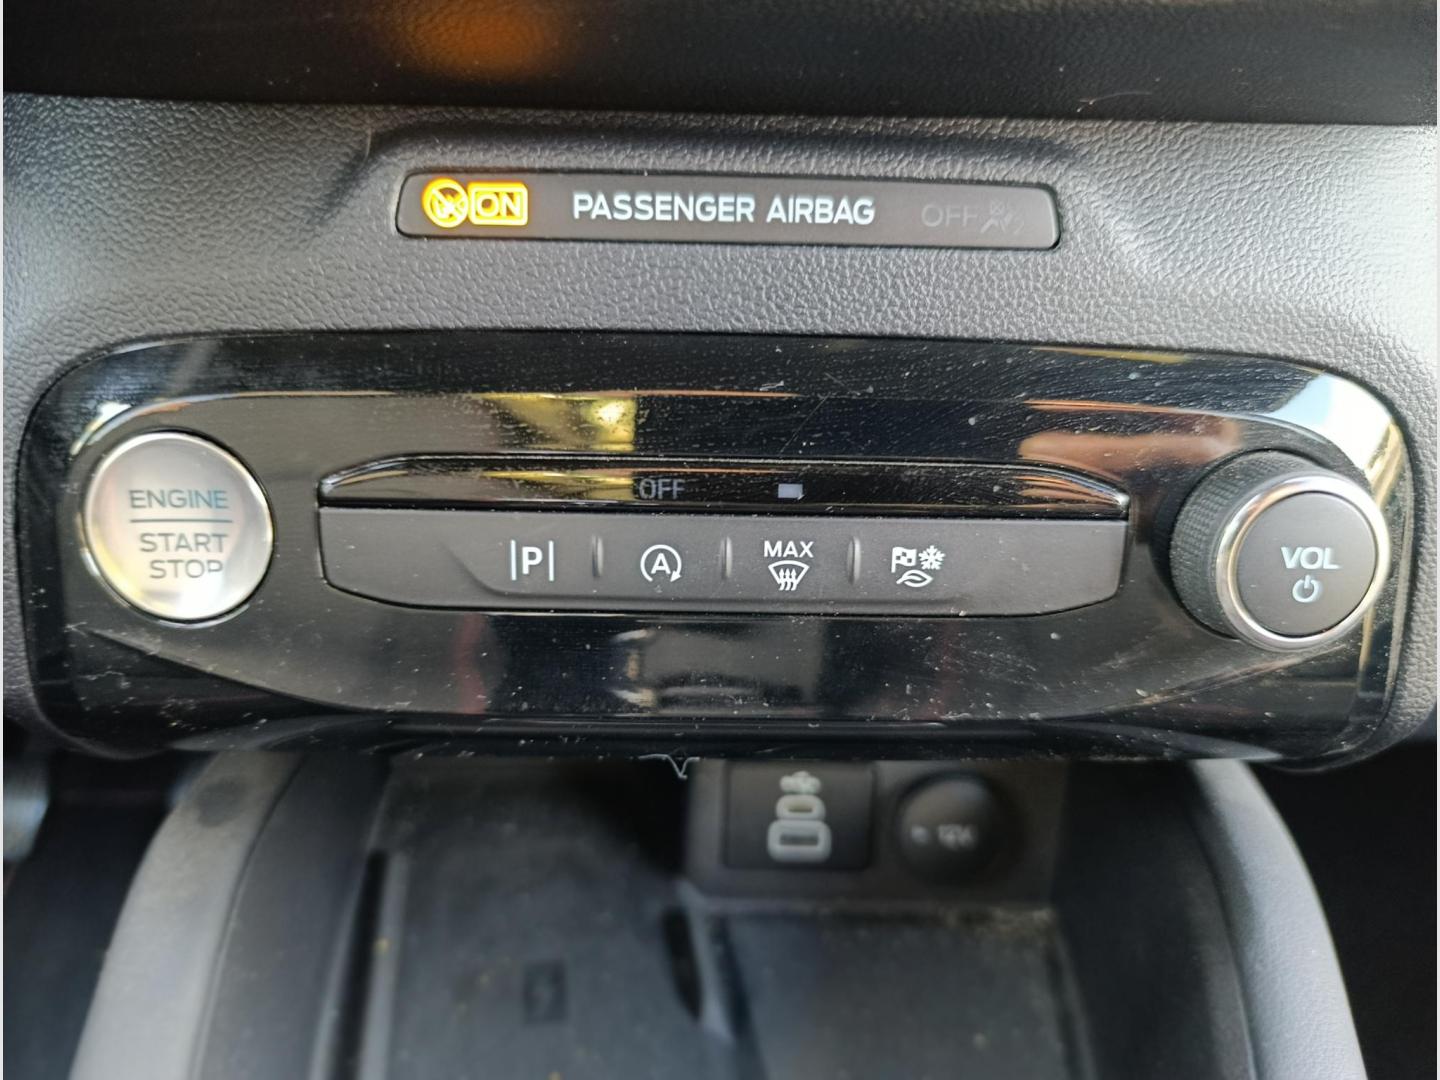 ON PASSENGER AIRBAG OFF
OFF
ENGINE
START
STOP
P
A
MAX
VOL
12V